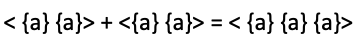 < {a} {a}> + <{a} {a}> = < {a} {a} {a}>